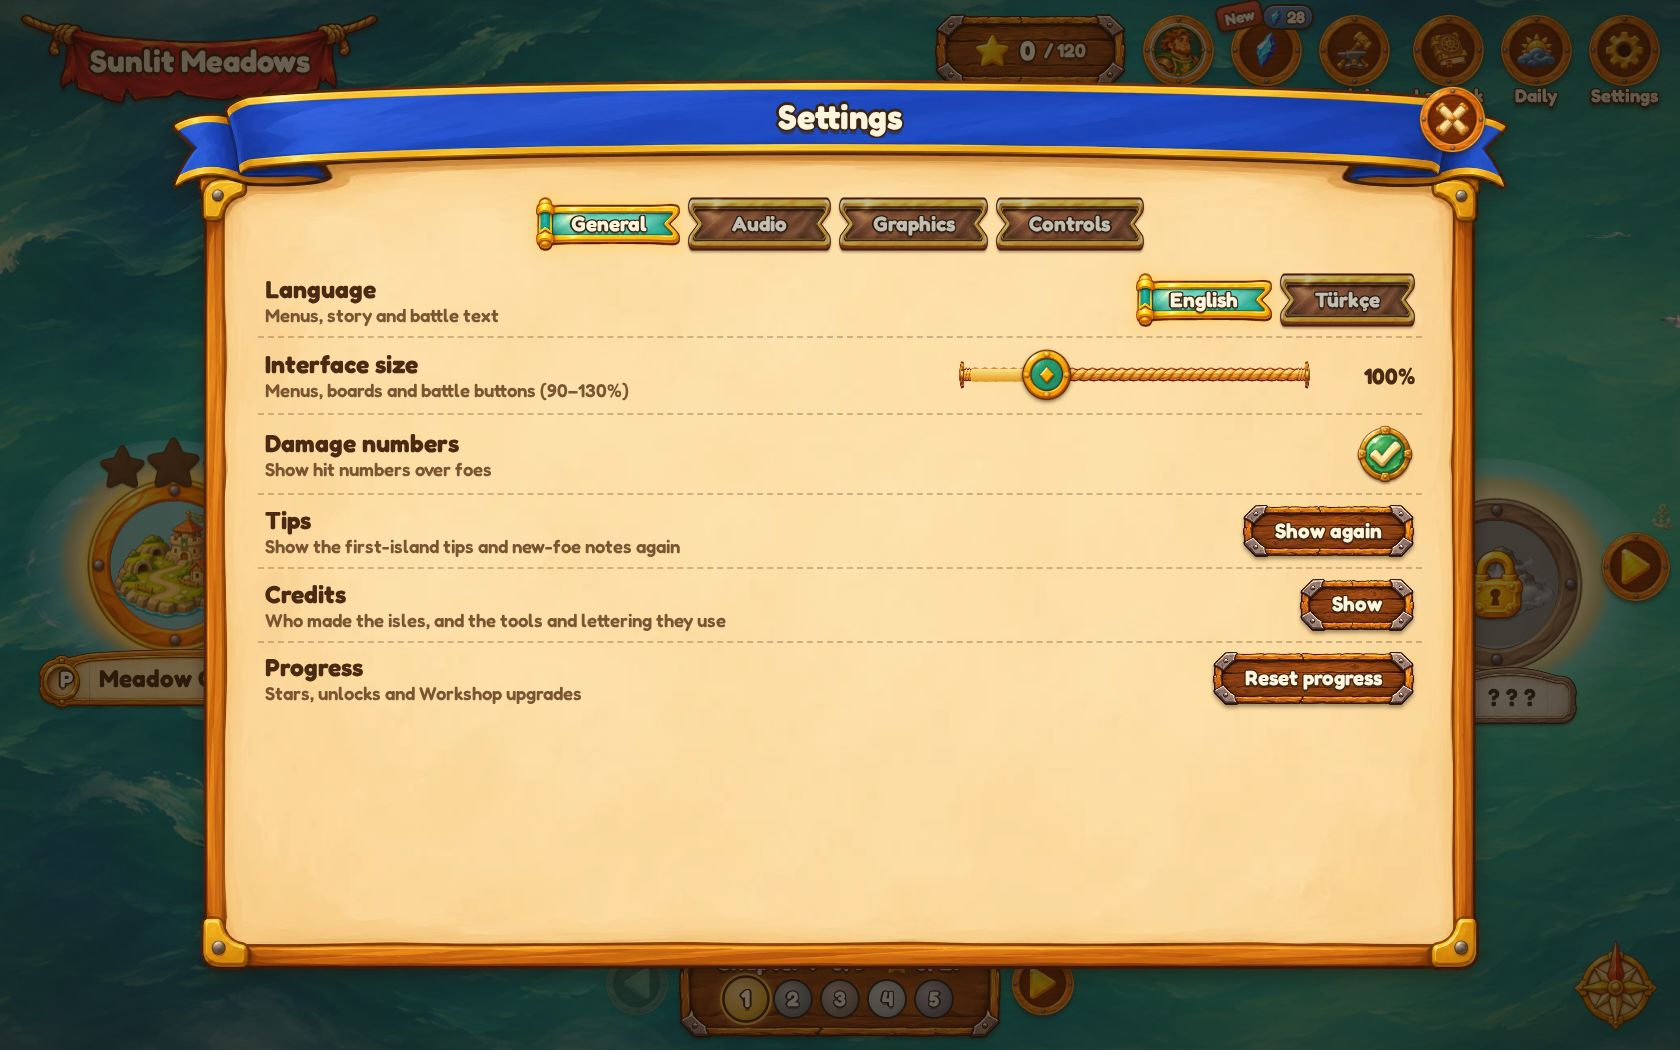 Sunlit Meadows
0 / 120
New
28
Daily
Settings
Settings
General
Audio
Graphics
Controls
Language
Menus, story and battle text
English
Türkçe
Interface size
Menus, boards and battle buttons (90–130%)
100%
Damage numbers
Show hit numbers over foes
Tips
Show the first-island tips and new-foe notes again
Show again
Credits
Who made the isles, and the tools and lettering they use
Show
Progress
Stars, unlocks and Workshop upgrades
Reset progress
P
Meadow
???
1 2 3 4 5